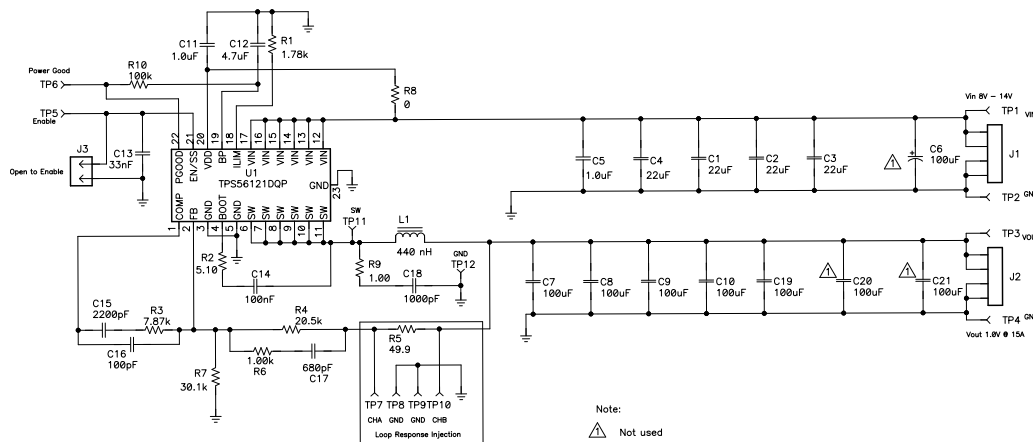 C11
1.0uF
C12
4.7uF
R1
1.78k
Power Good
R10
100k
TP6
TP5
Enable
R8
0
Vin 8V - 14V
TP1 VIN
J3
C13
33nF
Open to Enable
22
21
20
19
18
17
16
15
14
13
12
PGOOD
EN/SS
VDD
BP
ILIM
VIN
VIN
VIN
VIN
VIN
VIN
U1
TPS56121DQP
GND
23
COMP
FB
GND
BOOT
GND
SW
SW
SW
SW
SW
SW
1
2
3
4
5
6
7
8
9
10
11
C5
1.0uF
C4
22uF
C1
22uF
C2
22uF
C3
22uF
1
+
C6
100uF
J1
TP2 GND
SW
TP11
L1
440 nH
TP3
R2
5.10
C14
100nF
R9
1.00
C18
1000pF
GND
TP12
C7
100uF
C8
100uF
C9
100uF
C10
100uF
C19
100uF
1
C20
100uF
1
C21
100uF
J2
TP4
Vout 1.0V @ 15A
C15
2200pF
R3
7.87k
C16
100pF
R4
20.5k
R5
49.9
1.00k
R6
680pF
C17
R7
30.1k
TP7
TP8
TP9
TP10
CHA
GND
GND
CHB
Loop Response Injection
Note:
1 Not used